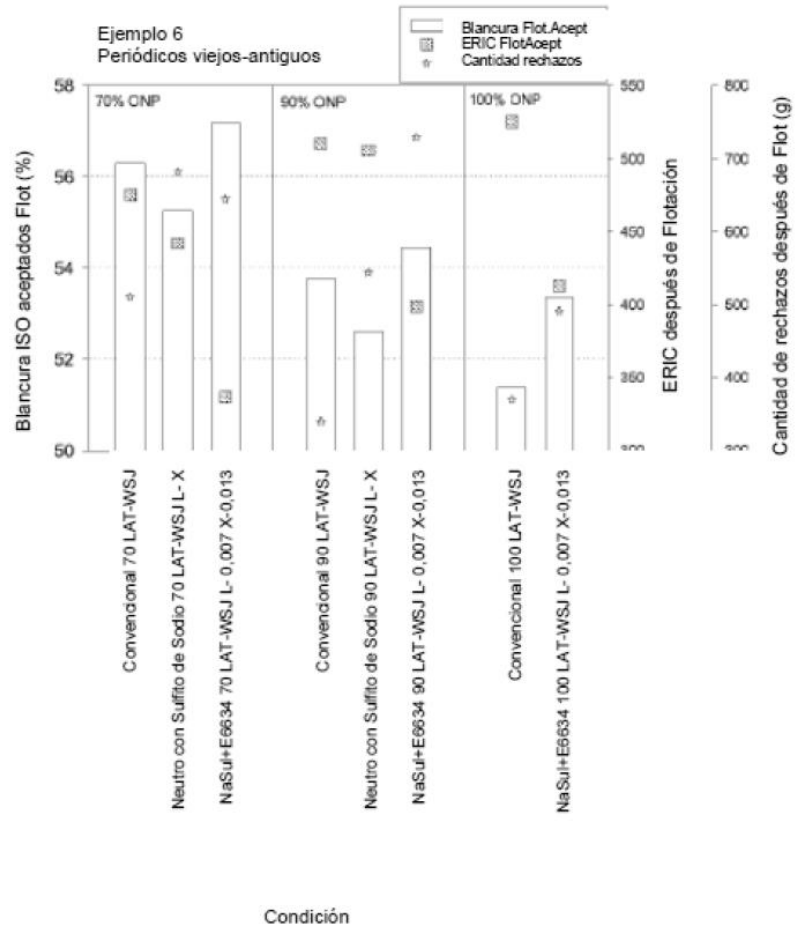 Ejemplo 6
Periódicos viejos-antiguos
Blancura Flot.Acept
ERIC FlotAcept
Cantidad rechazos
70% ONP
90% ONP
100% ONP
Blancura ISO aceptados Flot (%)
58
56
54
52
50
550
500
450
400
350
300
ERIC después de Flotación
800
700
600
500
400
300
Cantidad de rechazos después de Flot (g)
Convencional 70 LAT-WSJ
Neutro con Sulfito de Sodio 70 LAT-WSJ L- X
NaSul+E6634 70 LAT-WSJ L- 0,007 X-0,013
Convencional 90 LAT-WSJ
Neutro con Sulfito de Sodio 90 LAT-WSJ L- X
NaSul+E6634 90 LAT-WSJ L- 0,007 X-0,013
Convencional 100 LAT-WSJ
NaSul+E6634 100 LAT-WSJ L- 0,007 X-0,013
Condición